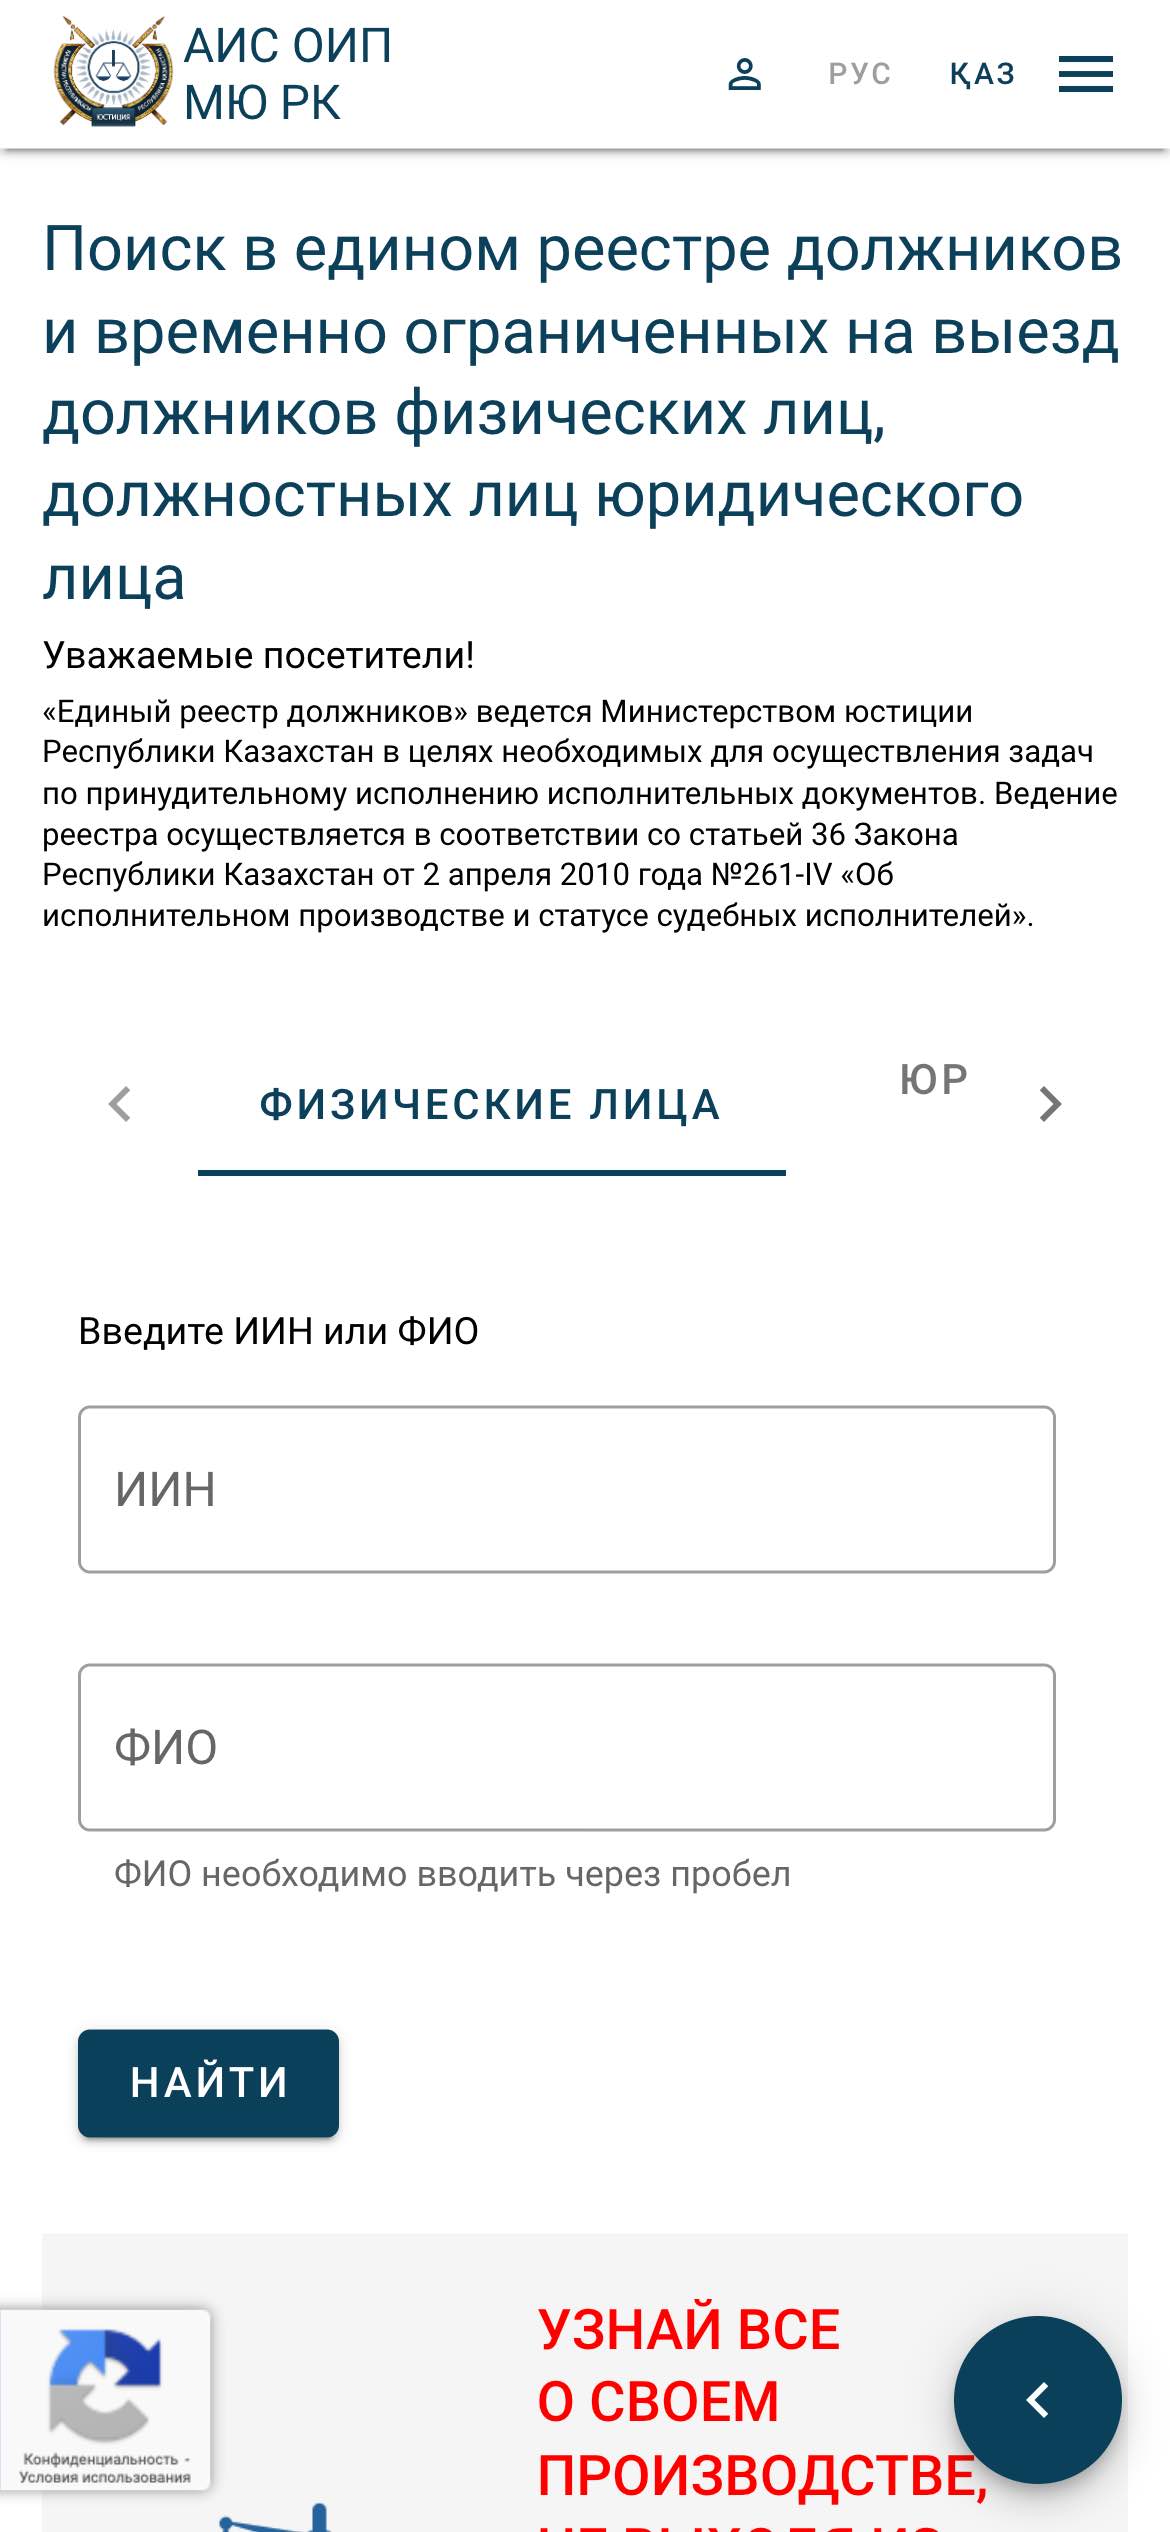 АИС ОИП
МЮ РК
РУС
ҚАЗ
ЮСТИЦИЯ
Поиск в едином реестре должников
и временно ограниченных на выезд
должников физических лиц,
должностных лиц юридического
лица
Уважаемые посетители!
«Единый реестр должников» ведется Министерством юстиции
Республики Казахстан в целях необходимых для осуществления задач
по принудительному исполнению исполнительных документов. Ведение
реестра осуществляется в соответствии со статьей 36 Закона
Республики Казахстан от 2 апреля 2010 года №261-IV «Об
исполнительном производстве и статусе судебных исполнителей».
ФИЗИЧЕСКИЕ ЛИЦА
ЮР
Введите ИИН или ФИО
ИИН
ФИО
ФИО необходимо вводить через пробел
НАЙТИ
УЗНАЙ ВСЕ
О СВОЕМ
ПРОИЗВОДСТВЕ,
Конфиденциальность -
Условия использования